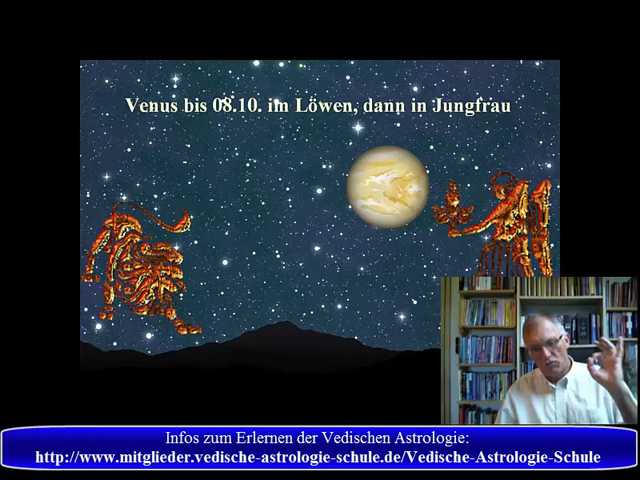 Venus bis 08.10. im Löwen, dann in Jungfrau
Infos zum Erlernen der Vedischen Astrologie:
http://www.mitglieder.vedische-astrologie-schule.de/Vedische-Astrologie-Schule